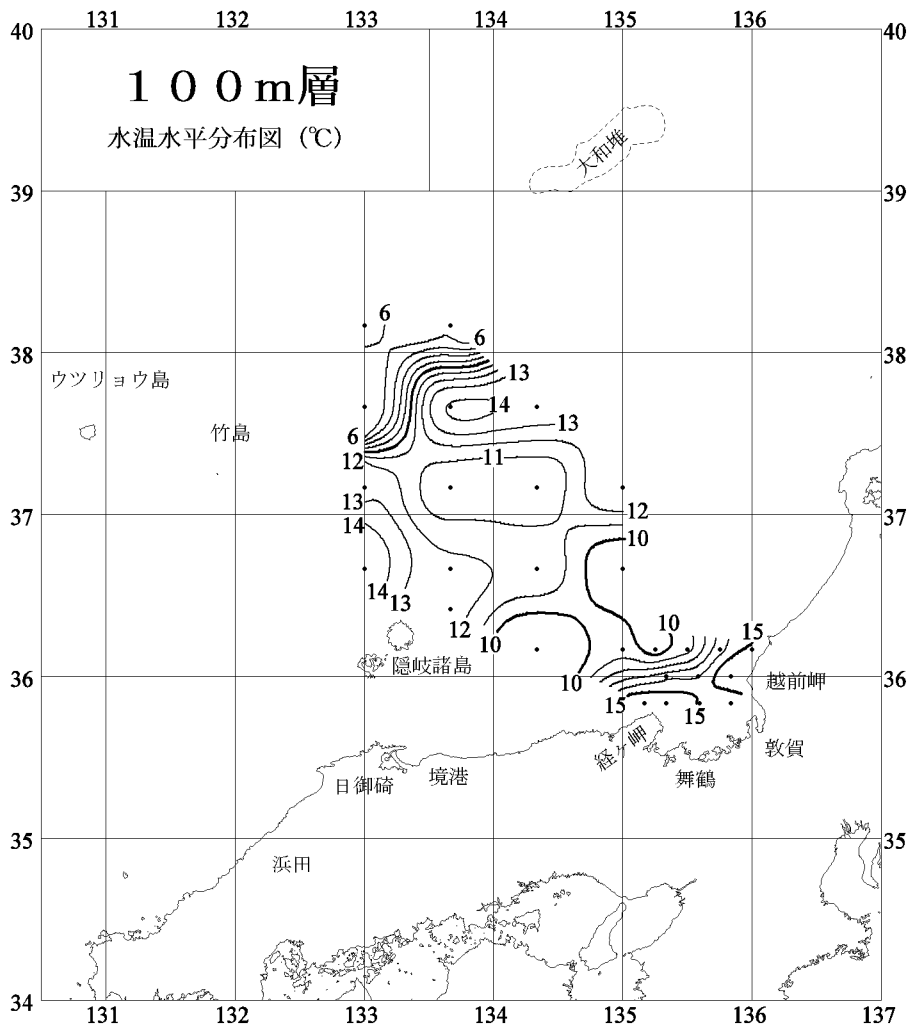 131 133 134 135 136
40 40
１００ｍ層
水温水平分布図（℃）
大和堆
39 39
6
6
38 38
13
ウツリョウ島
14
13
竹島
6
11
12
13
12
37 14 37
10
14
13
10
12
15
10
隠岐諸島
36 10 越前岬 36
15
15
経ヶ岬
敦賀
日御碕
境港
舞鶴
35 35
浜田
34
131 132 133 134 135 136 137